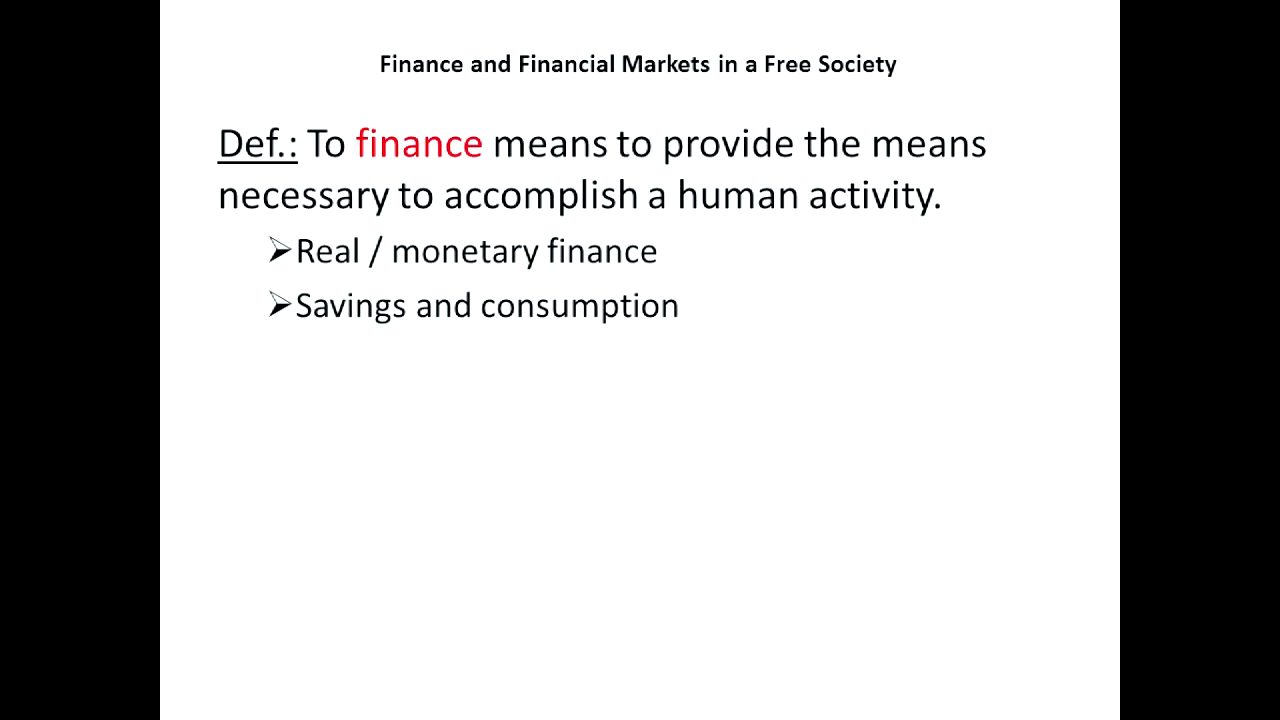 Finance and Financial Markets in a Free Society
Def.: To finance means to provide the means
necessary to accomplish a human activity.
➢Real / monetary finance
➢Savings and consumption